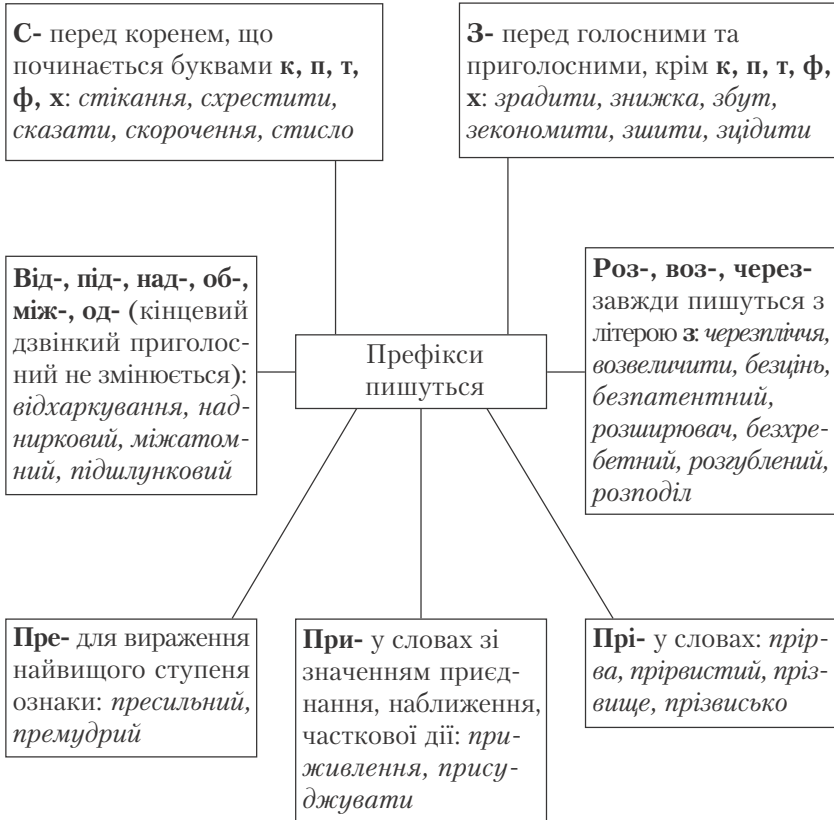 С- перед коренем, що
починається буквами к, п, т,
ф, х: стікання, схрестити,
сказати, скорочення, стисло
З- перед голосними та
приголосними, крім к, п, т, ф,
х: зрадити, знижка, збут,
зекономити, зшити, зцідити
Від-, під-, над-, об-,
між-, од- (кінцевий
дзвінкий приголос-
ний не змінюється):
відхаркування, над-
нирковий, міжатом-
ний, підшлунковий
Префікси
пишуться
Роз-, воз-, через-
завжди пишуться з
літерою з: черезпліччя,
возвеличити, безцінь,
безпатентний,
розширювач, безхре-
бетний, розгублений,
розподіл
Пре- для вираження
найвищого ступеня
ознаки: пресильний,
премудрий
При- у словах зі
значенням приєд-
нання, наближення,
часткової дії: при-
живлення, прису-
джувати
Прі- у словах: прір-
ва, прірвистий, пріз-
вище, прізвисько